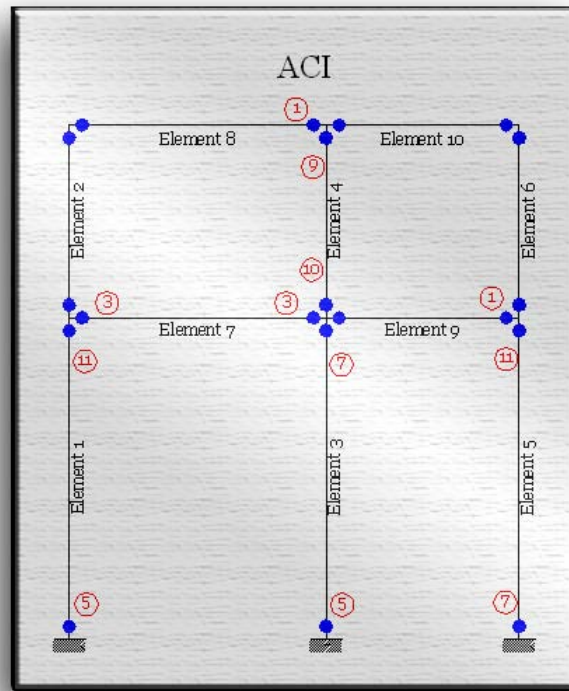 ACI
1
Element 8
Element 10
9
Element 2
Element 4
Element 6
10
3
3
1
Element 7
Element 9
11
7
11
Element 1
Element 3
Element 5
5
5
7